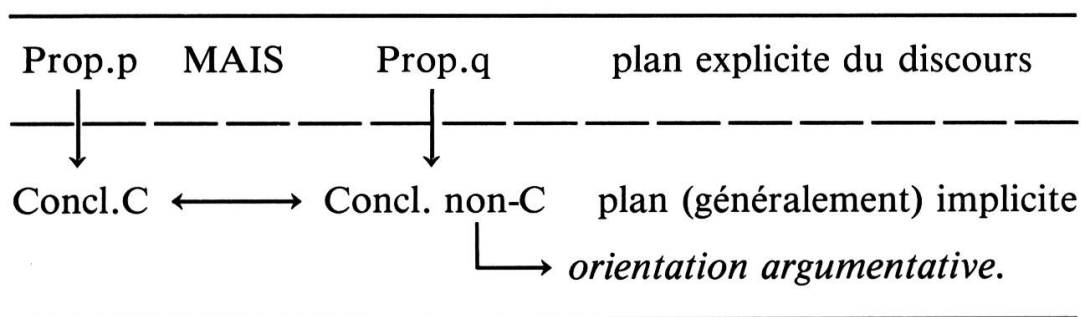 Prop.p MAIS Prop.q plan explicite du discours
Concl.C ⟷ Concl. non-C plan (généralement) implicite
orientation argumentative.